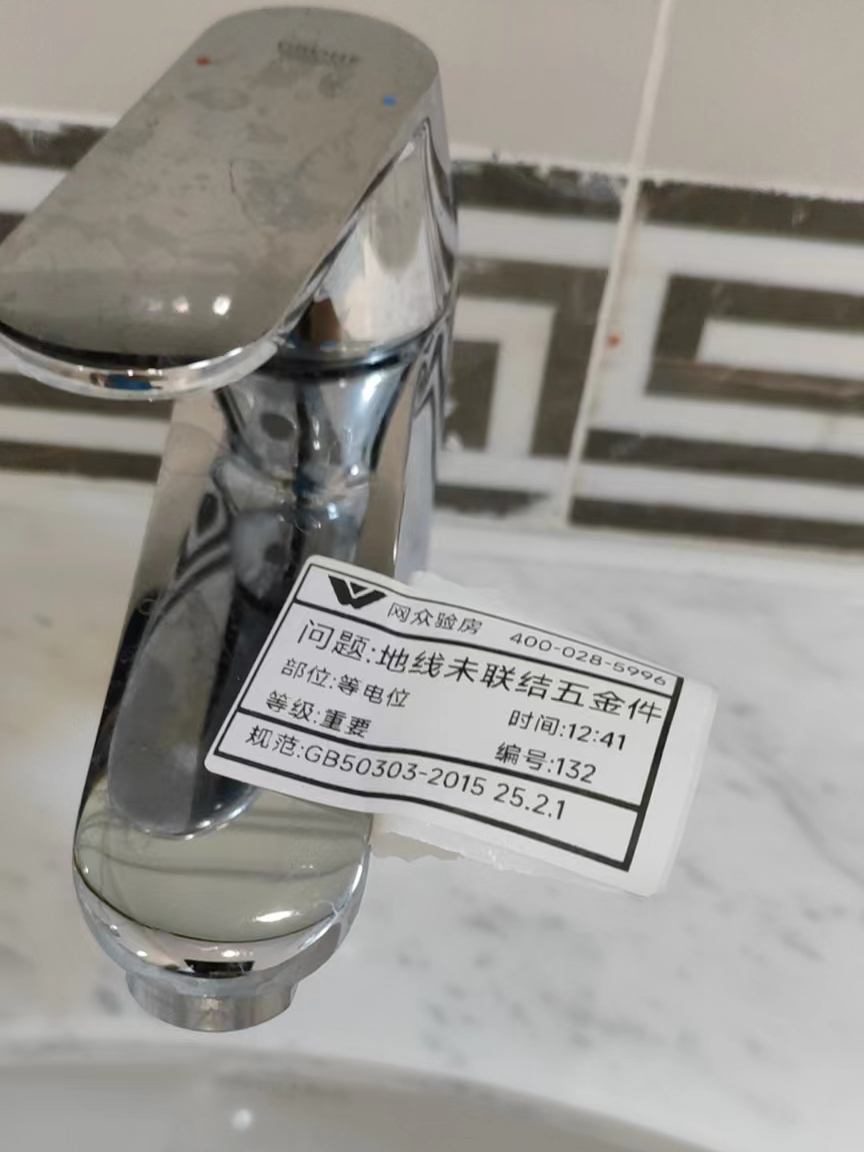 GROHE
网众验房 400-028-5996
问题:地线未联结五金件
部位:等电位 时间:12:41
等级:重要 编号:132
规范:GB50303-2015 25.2.1